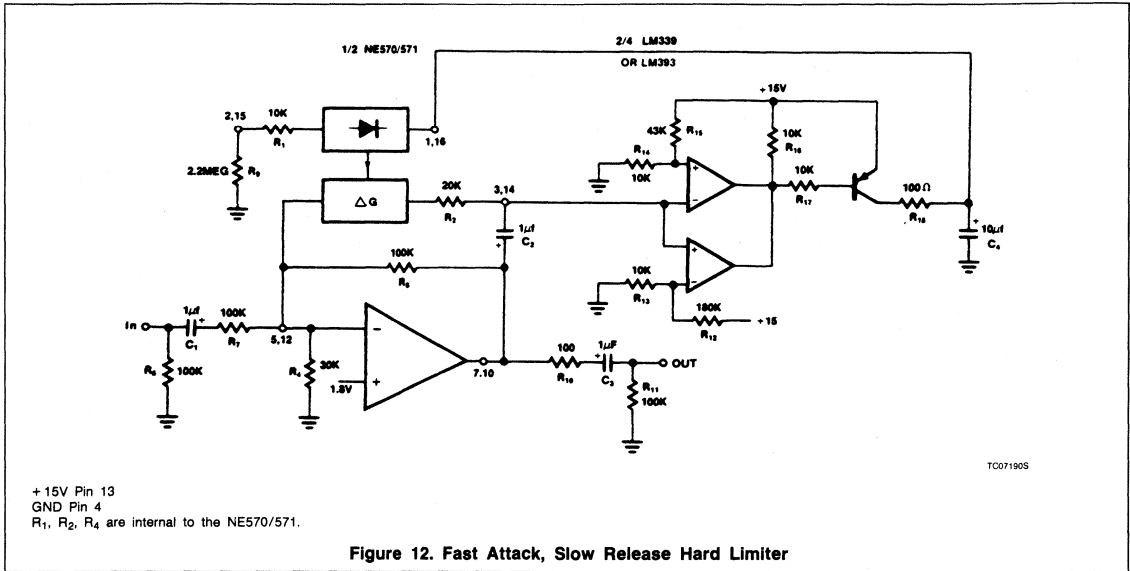 1/2 NE570/571
2/4 LM339
OR LM393
+15V
2,15
10K
R1
1,16
43K
R15
10K
R16
2.2MEG
R9
R14
10K
10K
R17
100Ω
R18
ΔG
20K
R2
3,14
1μf
+
C2
+
-
+
10μf
C4
100K
R5
10K
R13
+
-
180K
R12
+15
In
1μf
+
C1
100K
R7
5,12
R6
100K
R4
30K
-
+
1.8V
7.10
100
R10
1μF
+
C3
OUT
R11
100K
TC07190S
+15V Pin 13
GND Pin 4
R1, R2, R4 are internal to the NE570/571.
Figure 12. Fast Attack, Slow Release Hard Limiter